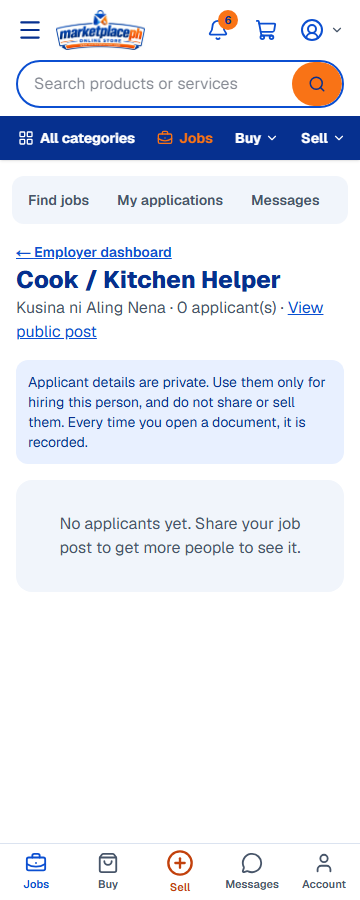 marketplaceph
ONLINE STORE
6
Search products or services
All categories
Jobs
Buy
Sell
Find jobs
My applications
Messages
← Employer dashboard
Cook / Kitchen Helper
Kusina ni Aling Nena · 0 applicant(s) · View
public post
Applicant details are private. Use them only for
hiring this person, and do not share or sell
them. Every time you open a document, it is
recorded.
No applicants yet. Share your job
post to get more people to see it.
Jobs
Buy
Sell
Messages
Account